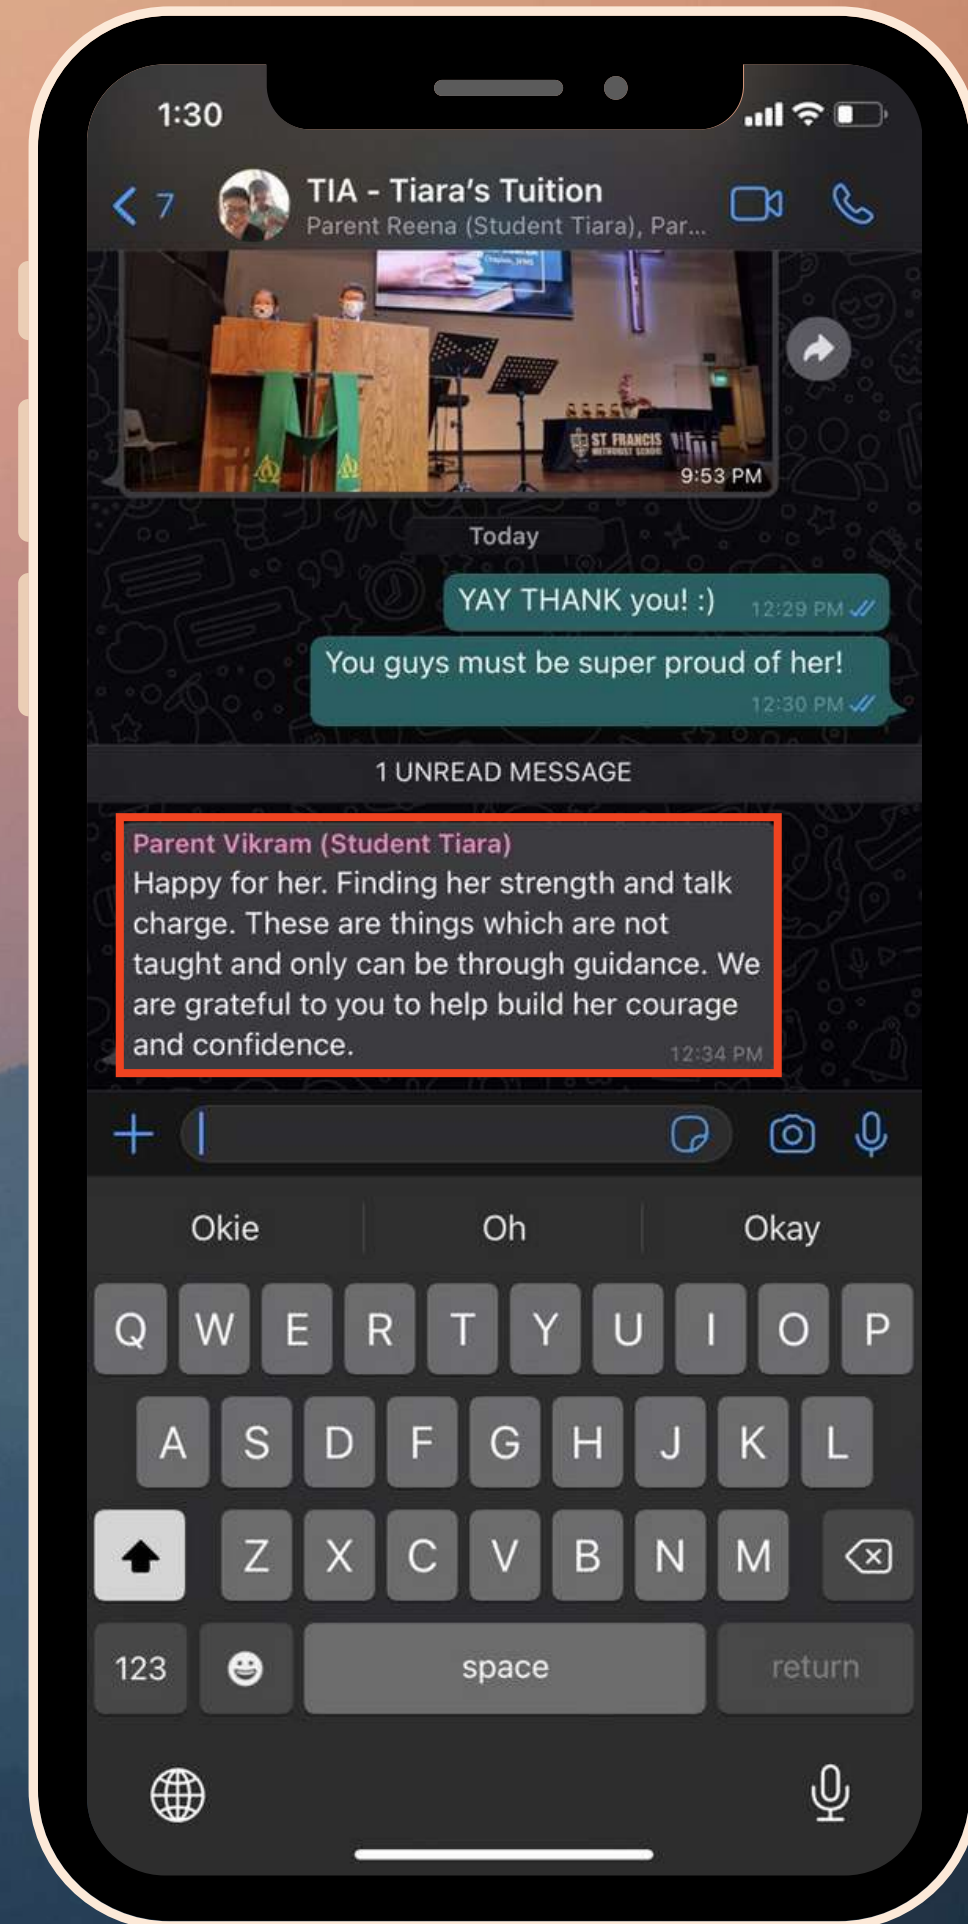 1:30
7
TIA - Tiara's Tuition
Parent Reena (Student Tiara), Par...
ST FRANCIS
METHODIST SCHOOL
9:53 PM
Today
YAY THANK you! :)
12:29 PM
You guys must be super proud of her!
12:30 PM
1 UNREAD MESSAGE
Parent Vikram (Student Tiara)
Happy for her. Finding her strength and talk
charge. These are things which are not
taught and only can be through guidance. We
are grateful to you to help build her courage
and confidence.
12:34 PM
Okie Oh Okay
Q W E R T Y U I O P
A S D F G H J K L
Z X C V B N M
123 space return